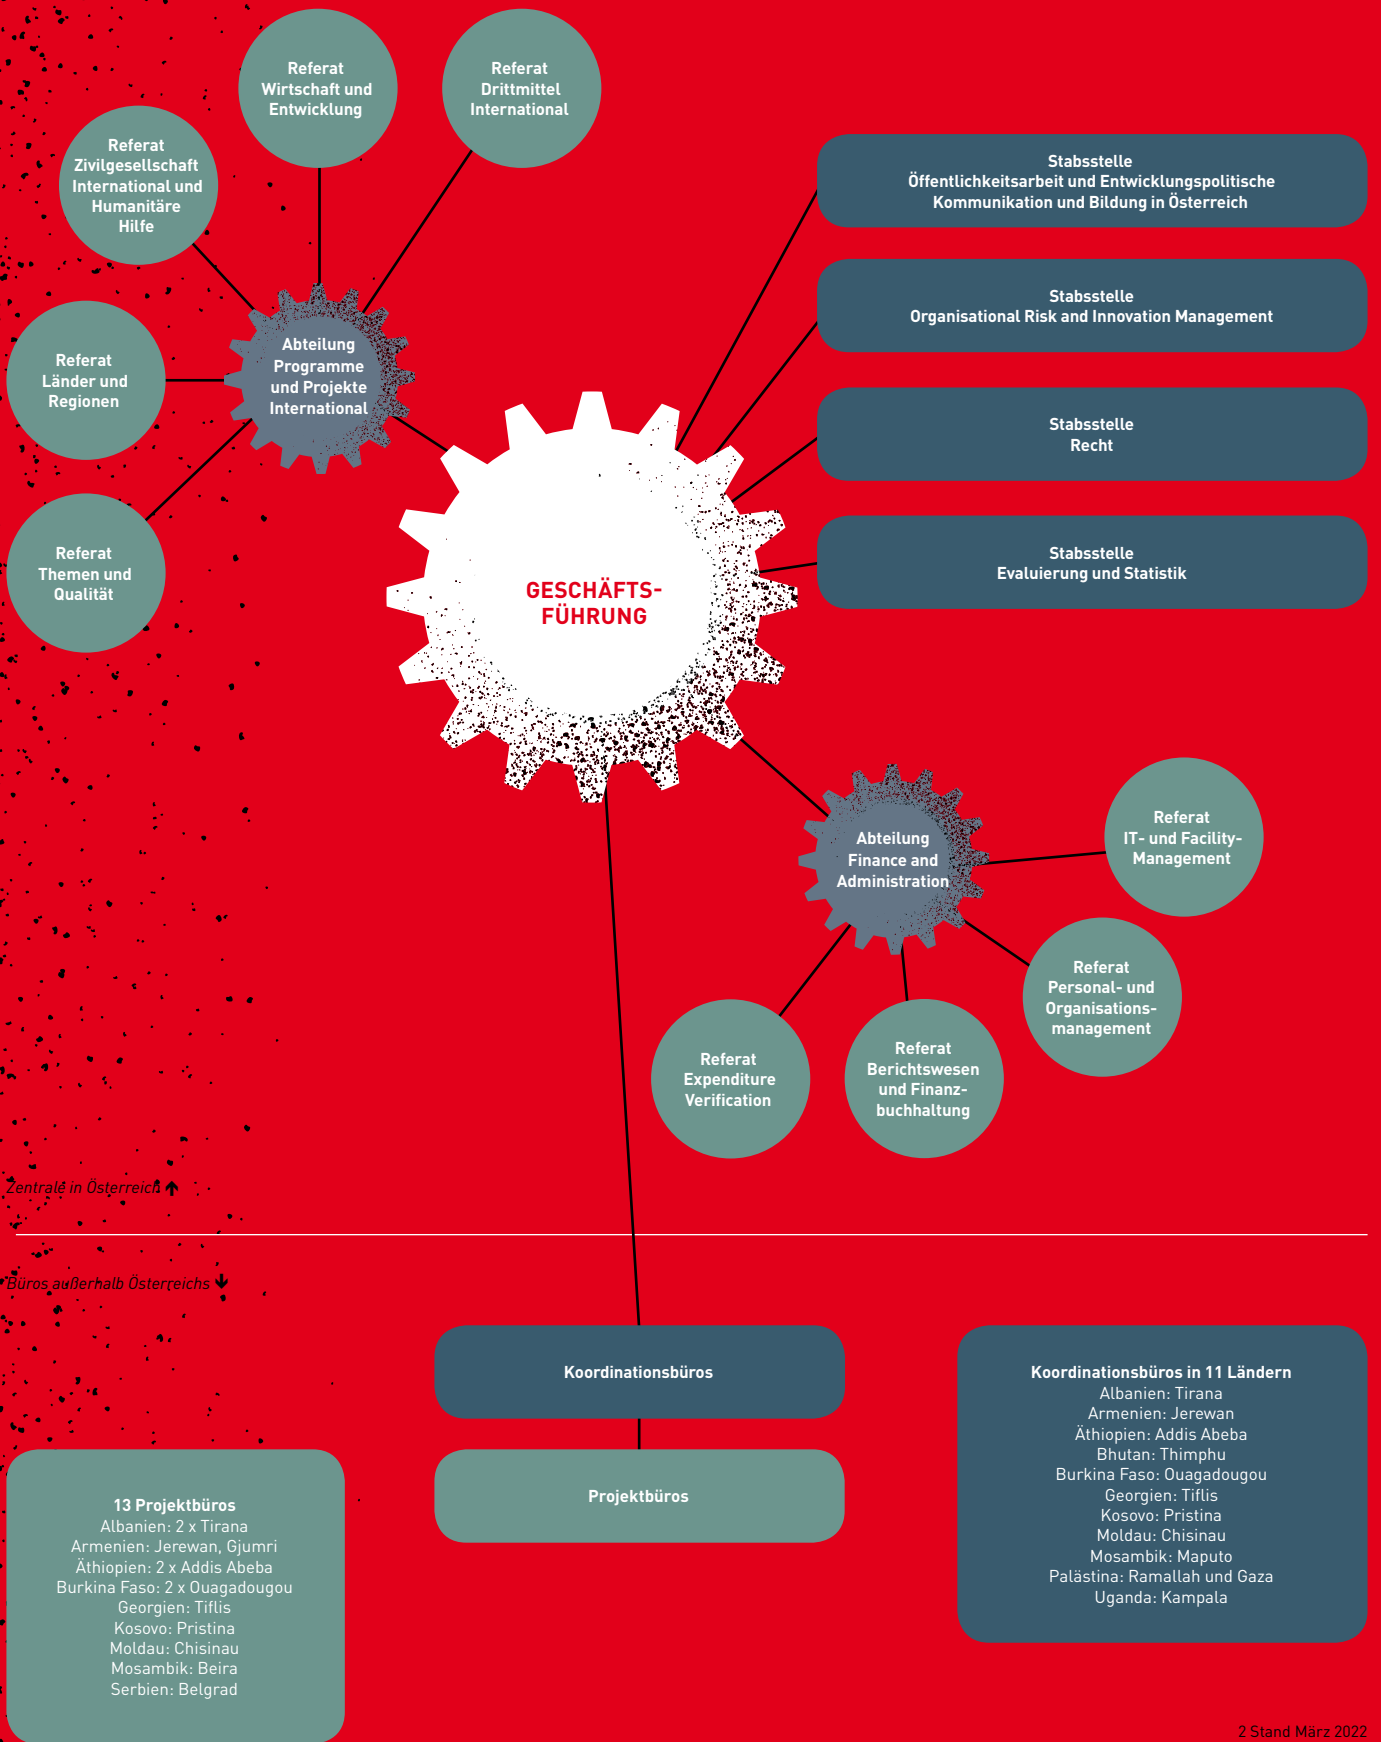 Referat
Wirtschaft und
Entwicklung
Referat
Drittmittel
International
Referat
Zivilgesellschaft
International und
Humanitäre
Hilfe
Referat
Länder und
Regionen
Referat
Themen und
Qualität
Abteilung
Programme
und Projekte
International
Stabsstelle
Öffentlichkeitsarbeit und Entwicklungspolitische
Kommunikation und Bildung in Österreich
Stabsstelle
Organisational Risk and Innovation Management
Stabsstelle
Recht
Stabsstelle
Evaluierung und Statistik
GESCHÄFTS-
FÜHRUNG
Abteilung
Finance and
Administration
Referat
IT- und Facility-
Management
Referat
Personal- und
Organisations-
management
Referat
Berichtswesen
und Finanz-
buchhaltung
Referat
Expenditure
Verification
Zentrale in Österreich ↑
Büros außerhalb Österreichs ↓
Koordinationsbüros
Projektbüros
13 Projektbüros
Albanien: 2 x Tirana
Armenien: Jerewan, Gjumri
Äthiopien: 2 x Addis Abeba
Burkina Faso: 2 x Ouagadougou
Georgien: Tiflis
Kosovo: Pristina
Moldau: Chisinau
Mosambik: Beira
Serbien: Belgrad
Koordinationsbüros in 11 Ländern
Albanien: Tirana
Armenien: Jerewan
Äthiopien: Addis Abeba
Bhutan: Thimphu
Burkina Faso: Ouagadougou
Georgien: Tiflis
Kosovo: Pristina
Moldau: Chisinau
Mosambik: Maputo
Palästina: Ramallah und Gaza
Uganda: Kampala
2 Stand März 2022